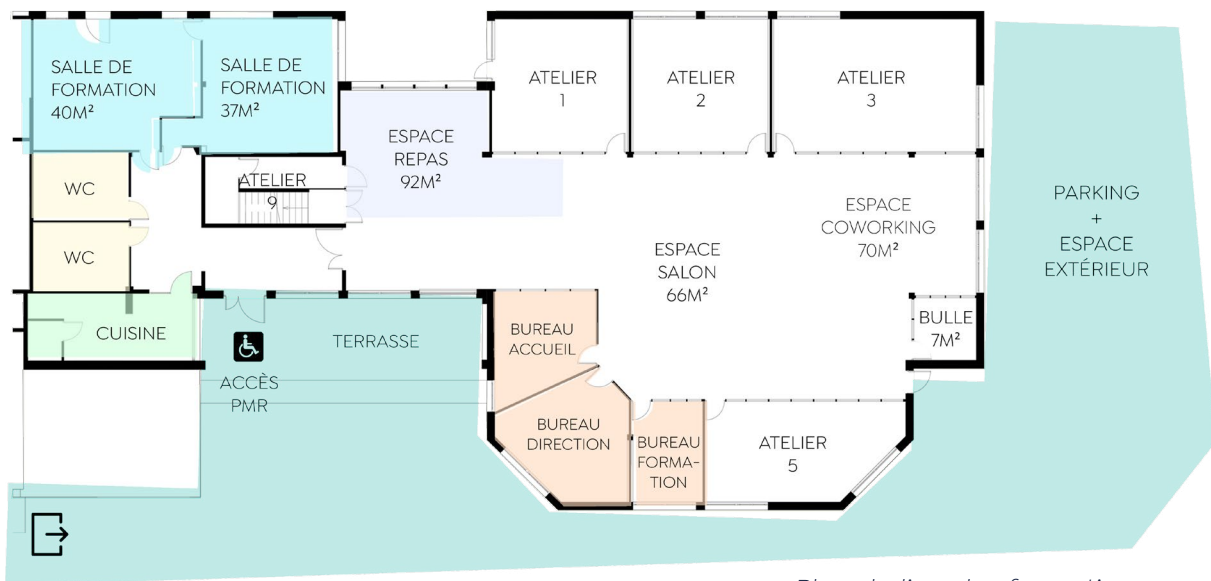 SALLE DE
FORMATION
40M²
SALLE DE
FORMATION
37M²
ATELIER
1
ATELIER
2
ATELIER
3
ESPACE
REPAS
92M²
WC
ATELIER
9
WC
CUISINE
ESPACE
SALON
66M²
ESPACE
COWORKING
70M²
PARKING
+
ESPACE
EXTÉRIEUR
BULLE
7M²
TERRASSE
ACCÈS
PMR
BUREAU
ACCUEIL
BUREAU
DIRECTION
BUREAU
FORMA-
TION
ATELIER
5